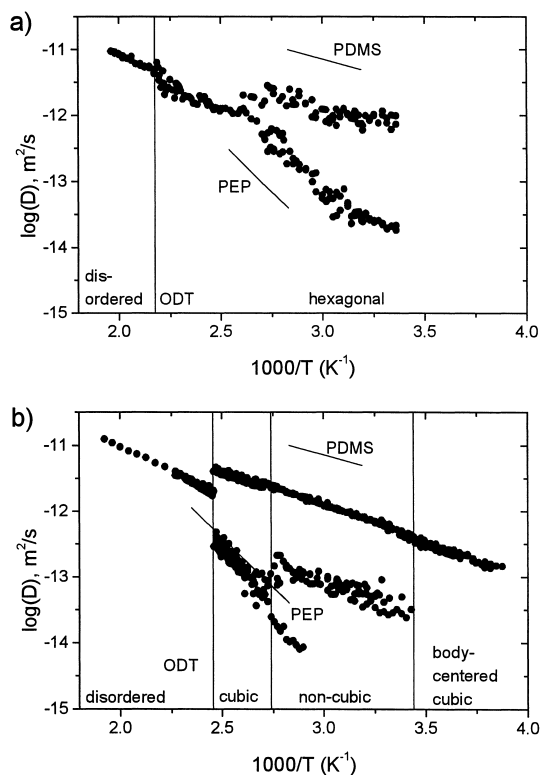 a)
-11
-12
-13
-14
-15
log(D), m²/s
PDMS
PEP
dis-
ordered
ODT
hexagonal
2.0 2.5 3.0 3.5 4.0
1000/T (K⁻¹)
b)
-11
-12
-13
-14
-15
log(D), m²/s
PDMS
PEP
ODT
disordered
cubic
non-cubic
body-
centered
cubic
2.0 2.5 3.0 3.5 4.0
1000/T (K⁻¹)